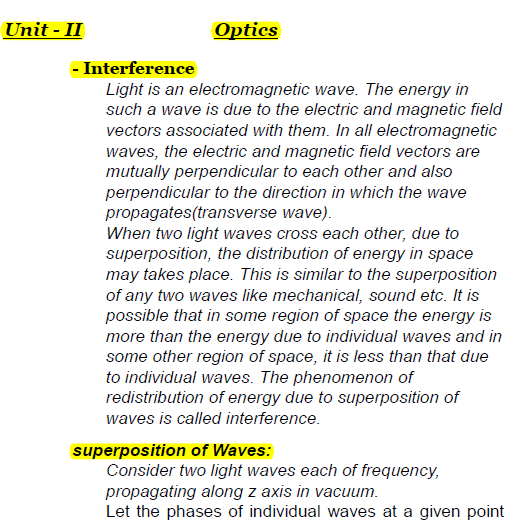 Unit - II Optics
- Interference
Light is an electromagnetic wave. The energy in
such a wave is due to the electric and magnetic field
vectors associated with them. In all electromagnetic
waves, the electric and magnetic field vectors are
mutually perpendicular to each other and also
perpendicular to the direction in which the wave
propagates(transverse wave).
When two light waves cross each other, due to
superposition, the distribution of energy in space
may takes place. This is similar to the superposition
of any two waves like mechanical, sound etc. It is
possible that in some region of space the energy is
more than the energy due to individual waves and in
some other region of space, it is less than that due
to individual waves. The phenomenon of
redistribution of energy due to superposition of
waves is called interference.
superposition of Waves:
Consider two light waves each of frequency,
propagating along z axis in vacuum.
Let the phases of individual waves at a given point